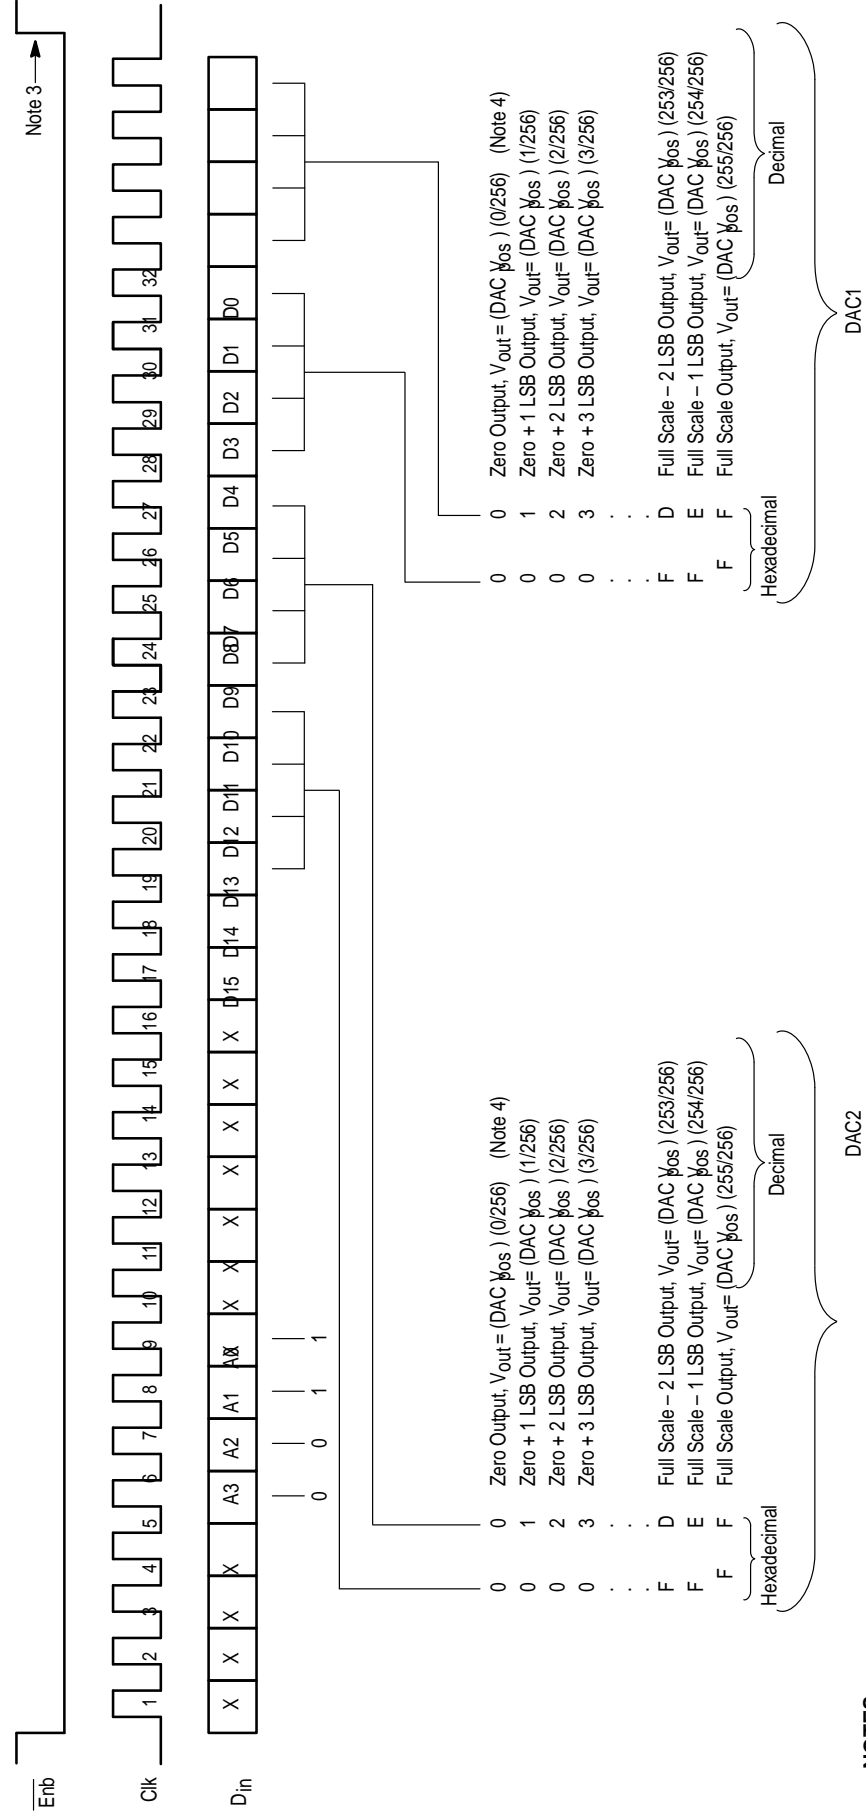 Enb
Note 3
Clk
1 2 3 4 5 6 7 8 9 10 11 12 13 14 15 16 17 18 19 20 21 22 23 24 25 26 27 28 29 30 31 32
Din
X X X X A3 A2 A1 A0 X X X X X X X X D15 D14 D13 D12 D11 D10 D9 D8 D7 D6 D5 D4 D3 D2 D1 D0
0 0 1 1
0 0 Zero Output, Vout = (DAC Vpos ) (0/256) (Note 4)
0 1 Zero + 1 LSB Output, Vout= (DAC Vpos ) (1/256)
0 2 Zero + 2 LSB Output, Vout= (DAC Vpos ) (2/256)
0 3 Zero + 3 LSB Output, Vout= (DAC Vpos ) (3/256)
. .
. .
. .
F D Full Scale – 2 LSB Output, Vout= (DAC Vpos ) (253/256)
F E Full Scale – 1 LSB Output, Vout= (DAC Vpos ) (254/256)
F F Full Scale Output, Vout= (DAC Vpos ) (255/256)
Hexadecimal
Decimal
DAC2
0 0 Zero Output, Vout = (DAC Vpos ) (0/256) (Note 4)
0 1 Zero + 1 LSB Output, Vout= (DAC Vpos ) (1/256)
0 2 Zero + 2 LSB Output, Vout= (DAC Vpos ) (2/256)
0 3 Zero + 3 LSB Output, Vout= (DAC Vpos ) (3/256)
. .
. .
. .
F D Full Scale – 2 LSB Output, Vout= (DAC Vpos ) (253/256)
F E Full Scale – 1 LSB Output, Vout= (DAC Vpos ) (254/256)
F F Full Scale Output, Vout= (DAC Vpos ) (255/256)
Hexadecimal
Decimal
DAC1